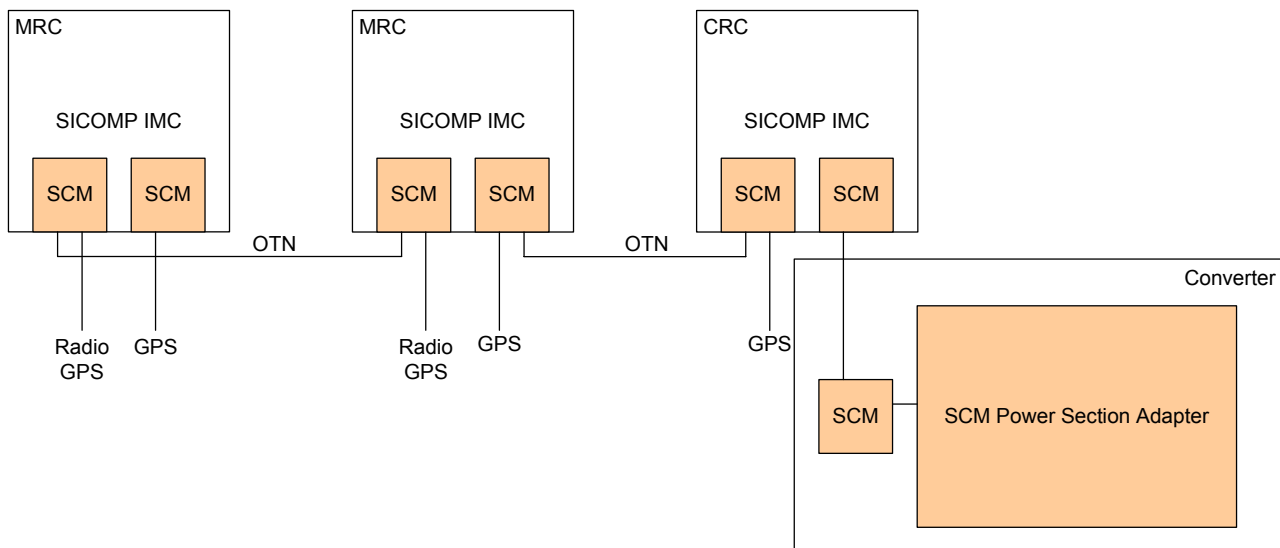 MRC
SICOMP IMC
SCM
SCM
MRC
SICOMP IMC
SCM
SCM
CRC
SICOMP IMC
SCM
SCM
OTN
OTN
Radio
GPS
GPS
Radio
GPS
GPS
GPS
Converter
SCM
SCM Power Section Adapter